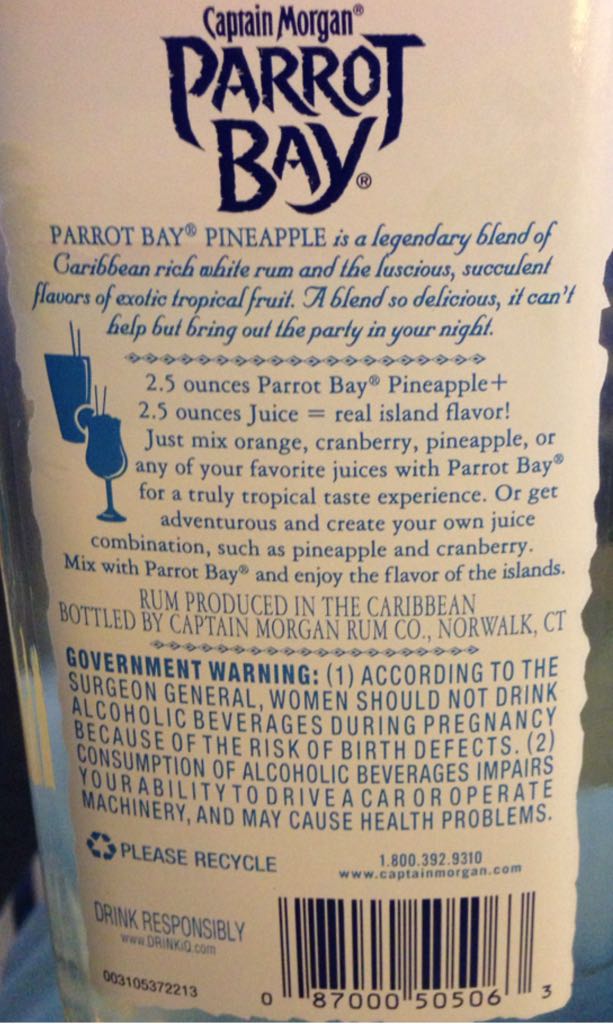 Captain Morgan®
PARROT
BAY®
PARROT BAY® PINEAPPLE is a legendary blend of
Caribbean rich white rum and the luscious, succulent
flavors of exotic tropical fruit. A blend so delicious, it can't
help but bring out the party in your night.
2.5 ounces Parrot Bay® Pineapple+
2.5 ounces Juice = real island flavor!
Just mix orange, cranberry, pineapple, or
any of your favorite juices with Parrot Bay®
for a truly tropical taste experience. Or get
adventurous and create your own juice
combination, such as pineapple and cranberry.
Mix with Parrot Bay® and enjoy the flavor of the islands.
RUM PRODUCED IN THE CARIBBEAN
BOTTLED BY CAPTAIN MORGAN RUM CO., NORWALK, CT
GOVERNMENT WARNING: (1) ACCORDING TO THE
SURGEON GENERAL, WOMEN SHOULD NOT DRINK
ALCOHOLIC BEVERAGES DURING PREGNANCY
BECAUSE OF THE RISK OF BIRTH DEFECTS. (2)
CONSUMPTION OF ALCOHOLIC BEVERAGES IMPAIRS
YOUR ABILITY TO DRIVE A CAR OR OPERATE
MACHINERY, AND MAY CAUSE HEALTH PROBLEMS.
PLEASE RECYCLE
1.800.392.9310
www.captainmorgan.com
DRINK RESPONSIBLY
www.DRINKiQ.com
003105372213
0 87000 50506 3